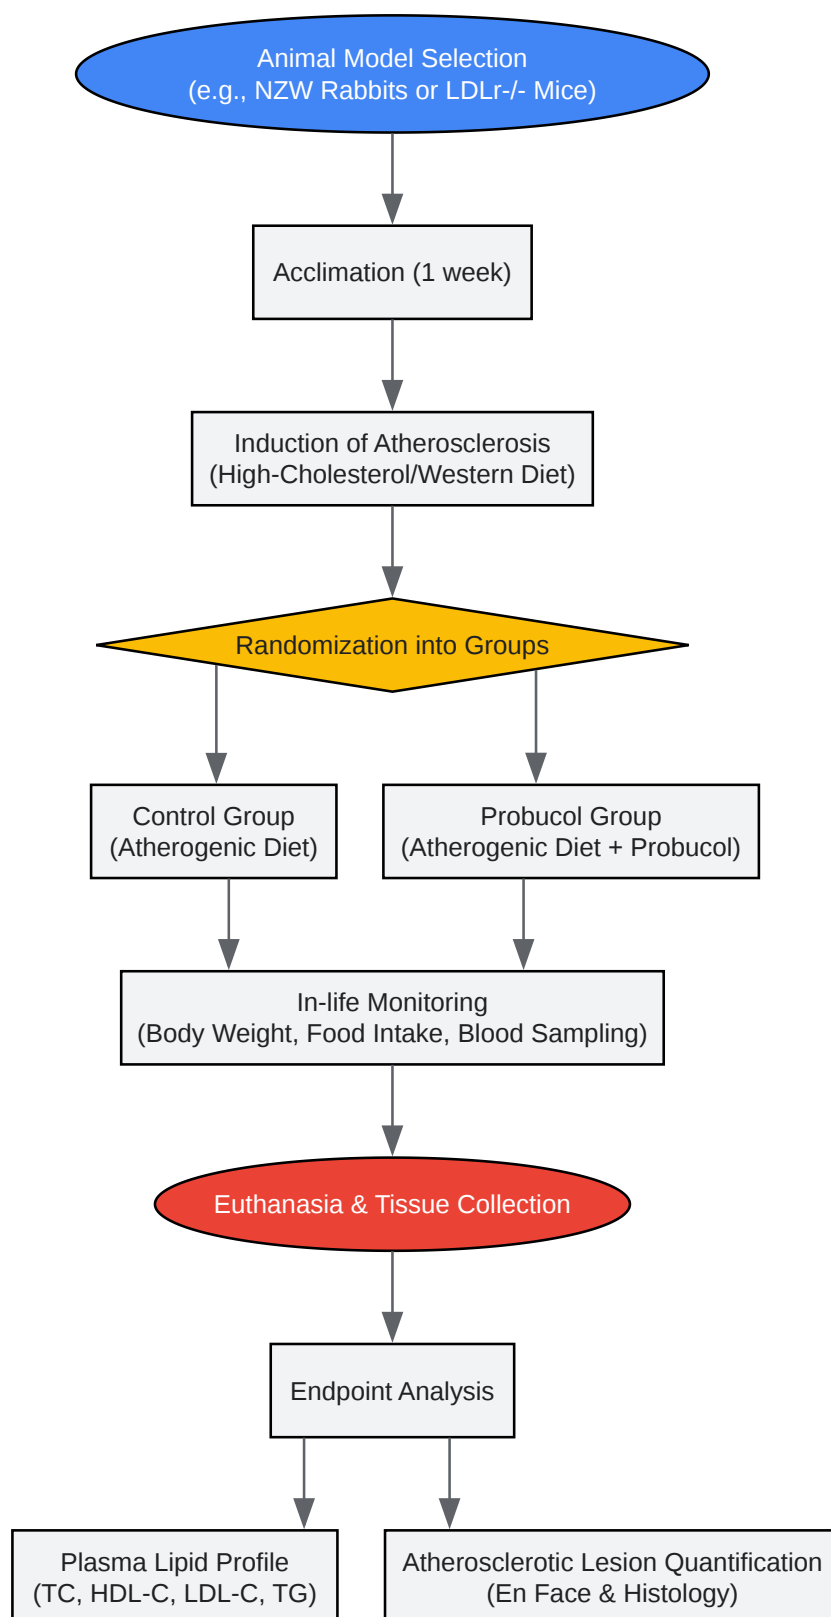 Animal Model Selection
(e.g., NZW Rabbits or LDLr-/- Mice)
Acclimation (1 week)
Induction of Atherosclerosis
(High-Cholesterol/Western Diet)
Randomization into Groups
Control Group
(Atherogenic Diet)
Probucol Group
(Atherogenic Diet + Probucol)
In-life Monitoring
(Body Weight, Food Intake, Blood Sampling)
Euthanasia & Tissue Collection
Endpoint Analysis
Plasma Lipid Profile
(TC, HDL-C, LDL-C, TG)
Atherosclerotic Lesion Quantification
(En Face & Histology)